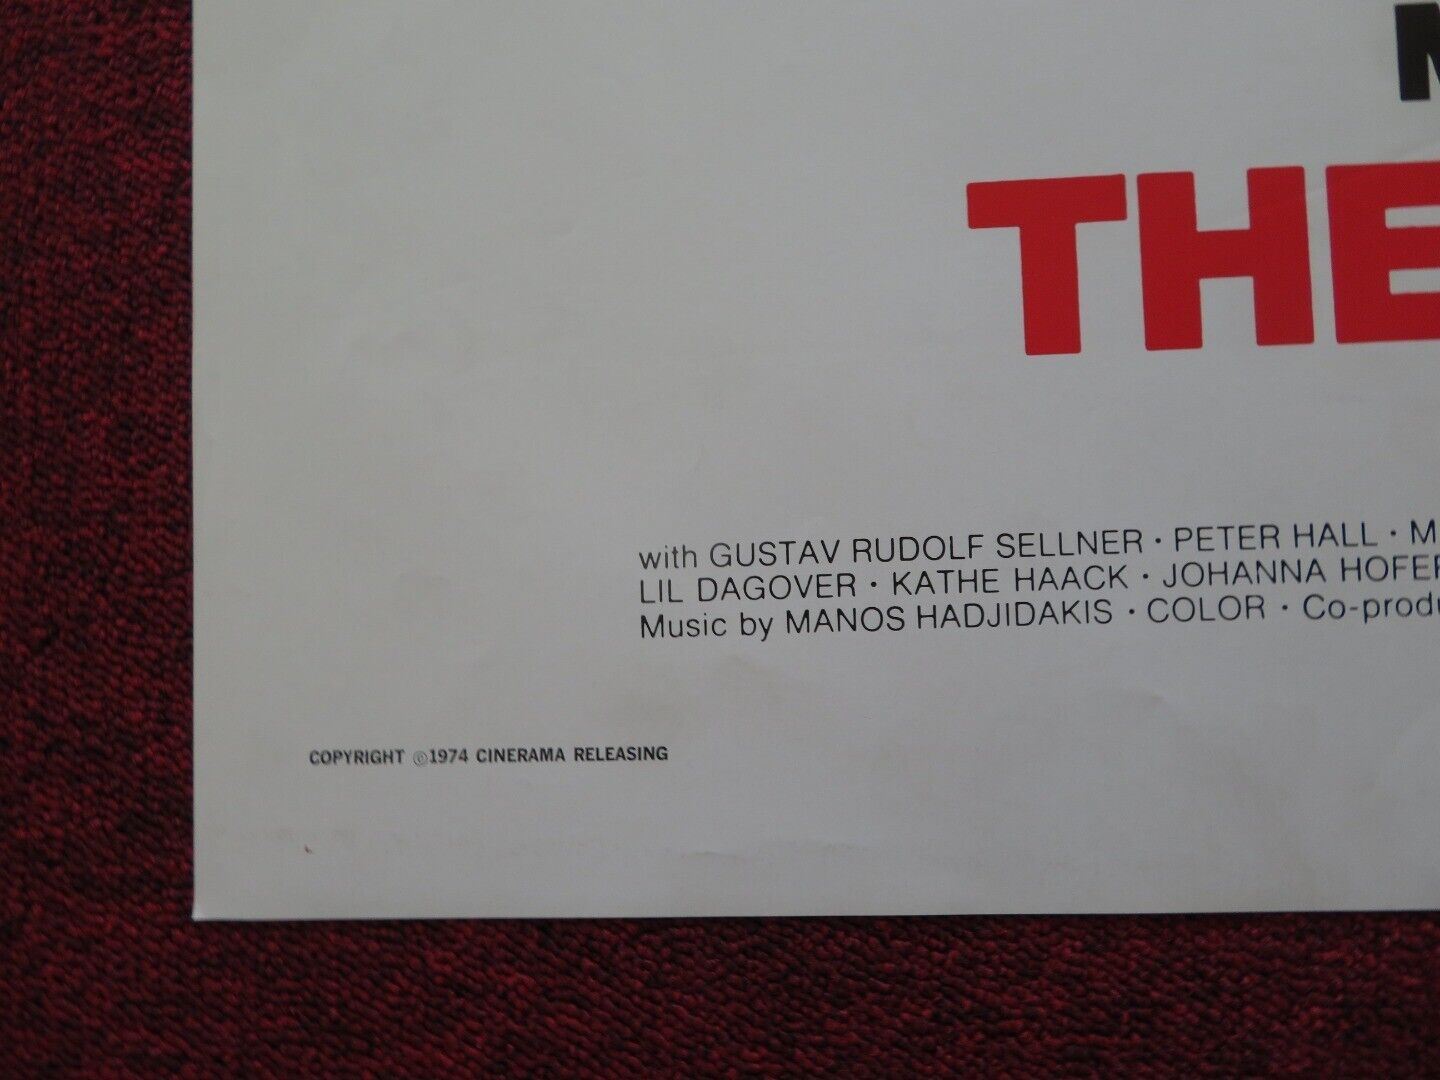 M
THE
with GUSTAV RUDOLF SELLNER · PETER HALL · M
LIL DAGOVER · KATHE HAACK · JOHANNA HOFER
Music by MANOS HADJIDAKIS · COLOR · Co-produ
COPYRIGHT ©1974 CINERAMA RELEASING